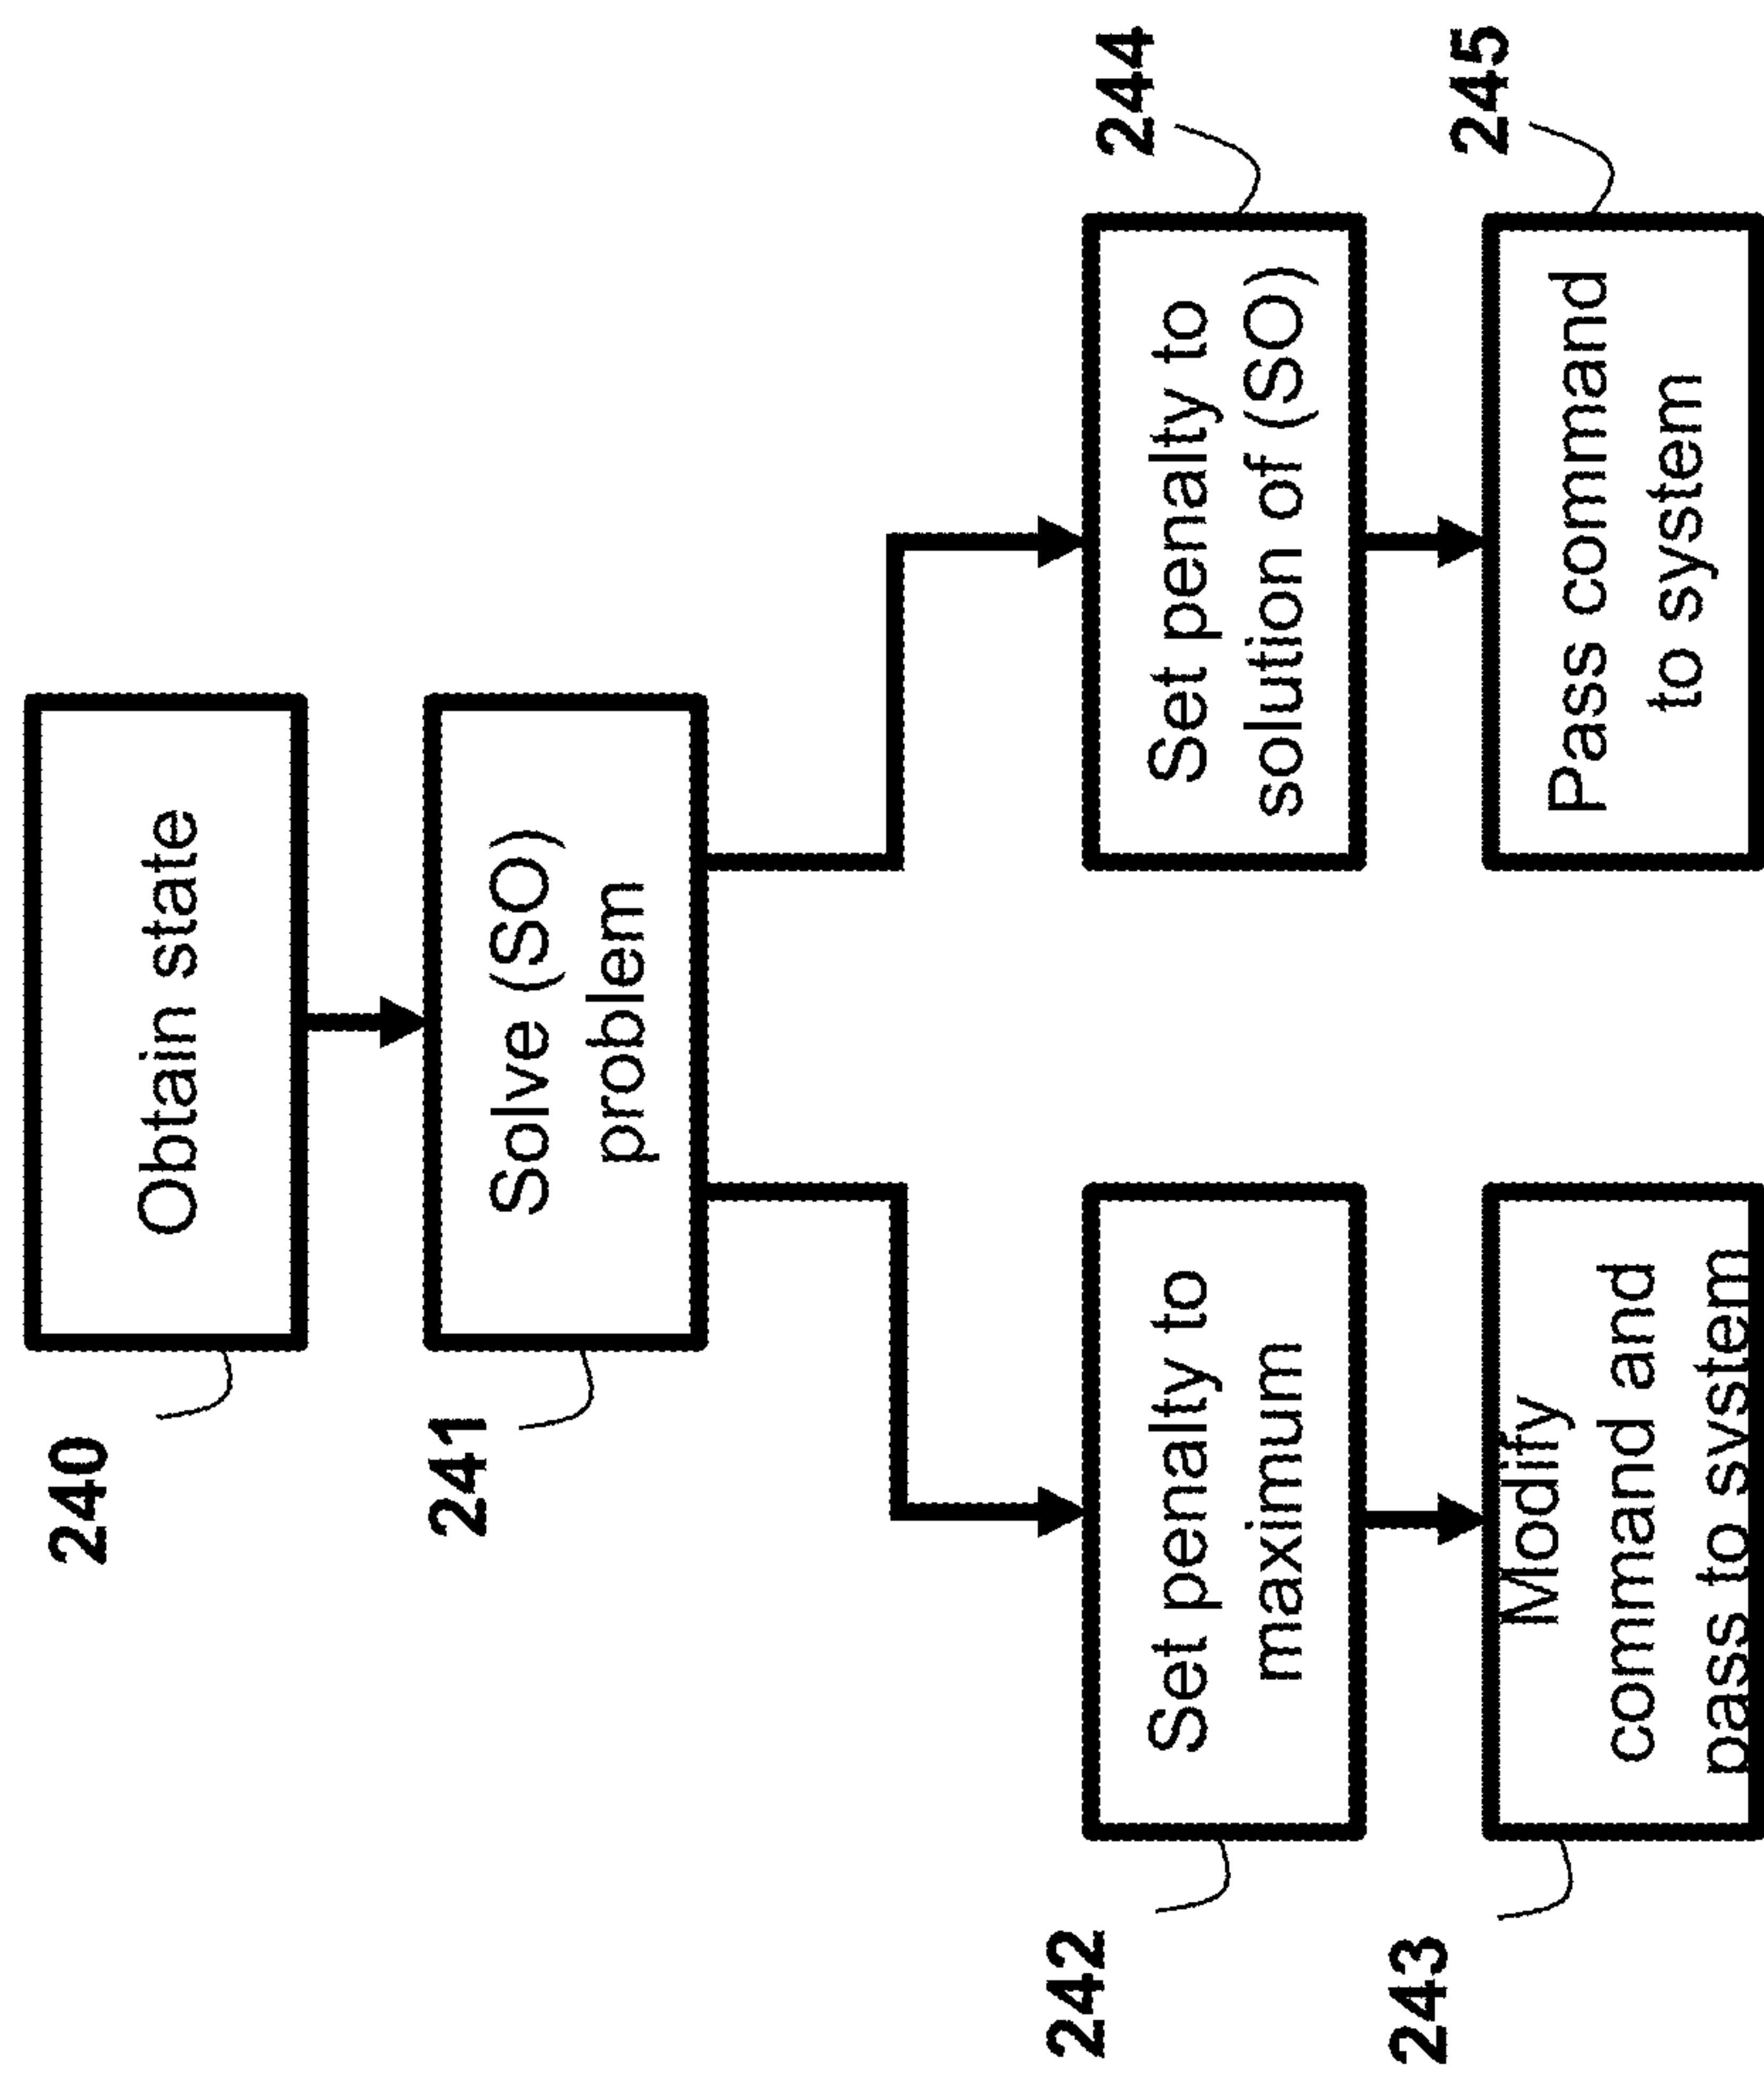 240
Obtain state
241
Solve (SO)
problem
242
Set penalty to
maximum
244
Set penalty to
solution of (SO)
243
Modify
command and
pass to system
245
Pass command
to system